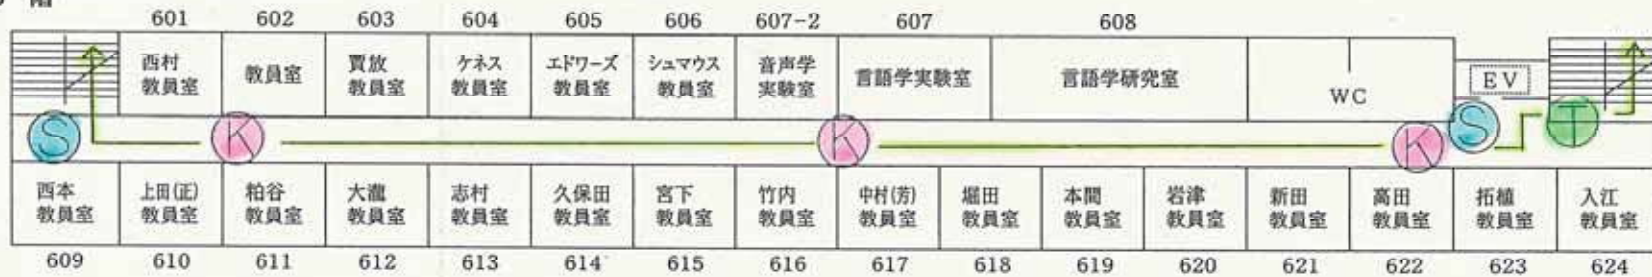 階
601 602 603 604 605 606 607-2 607 608
西村
教員室
教員室
賈放
教員室
ケネス
教員室
エドワーズ
教員室
シュマウス
教員室
音声学
実験室
言語学実験室
言語学研究室
WC
EV
S K K K S T
西本
教員室
上田(正)
教員室
粕谷
教員室
大瀧
教員室
志村
教員室
久保田
教員室
宮下
教員室
竹内
教員室
中村(芳)
教員室
堀田
教員室
本間
教員室
岩津
教員室
新田
教員室
高田
教員室
拓植
教員室
入江
教員室
609 610 611 612 613 614 615 616 617 618 619 620 621 622 623 624